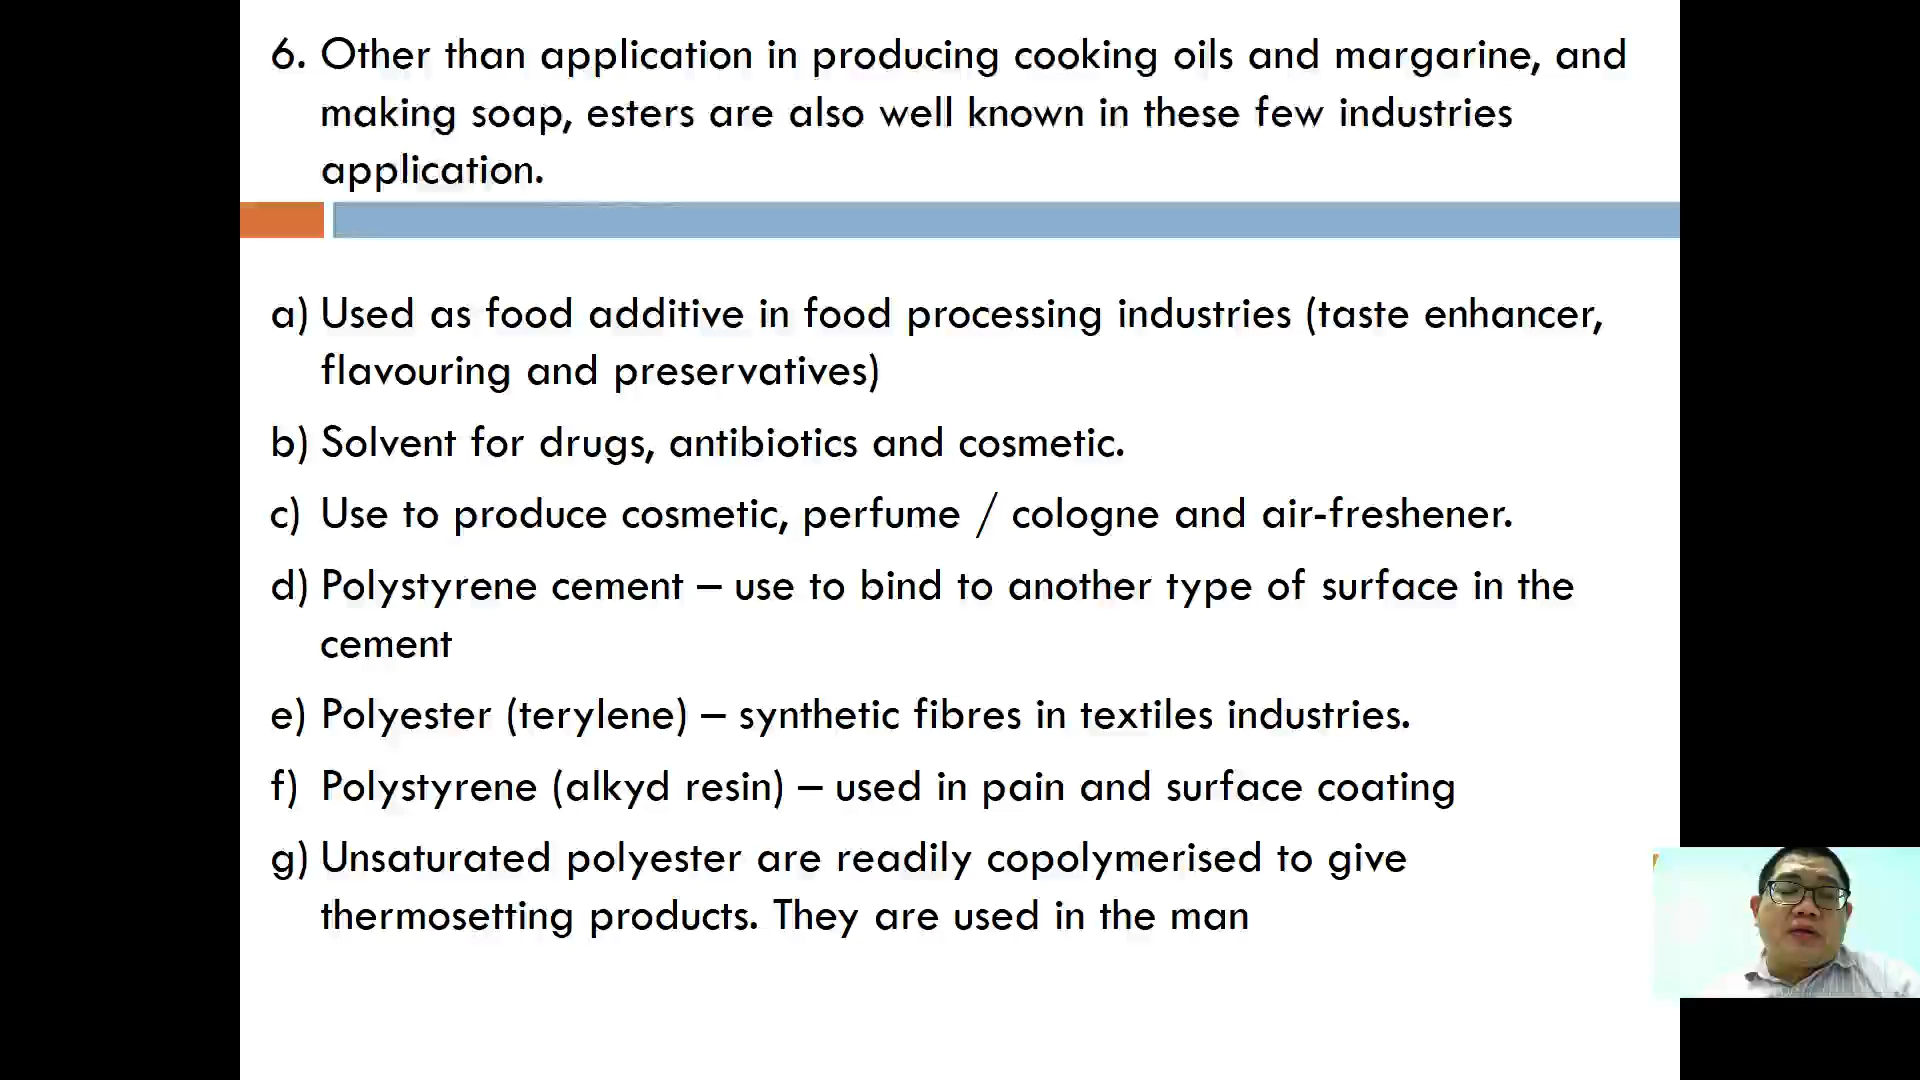 6. Other than application in producing cooking oils and margarine, and
making soap, esters are also well known in these few industries
application.
a) Used as food additive in food processing industries (taste enhancer,
flavouring and preservatives)
b) Solvent for drugs, antibiotics and cosmetic.
c) Use to produce cosmetic, perfume / cologne and air-freshener.
d) Polystyrene cement – use to bind to another type of surface in the
cement
e) Polyester (terylene) – synthetic fibres in textiles industries.
f) Polystyrene (alkyd resin) – used in pain and surface coating
g) Unsaturated polyester are readily copolymerised to give
thermosetting products. They are used in the man